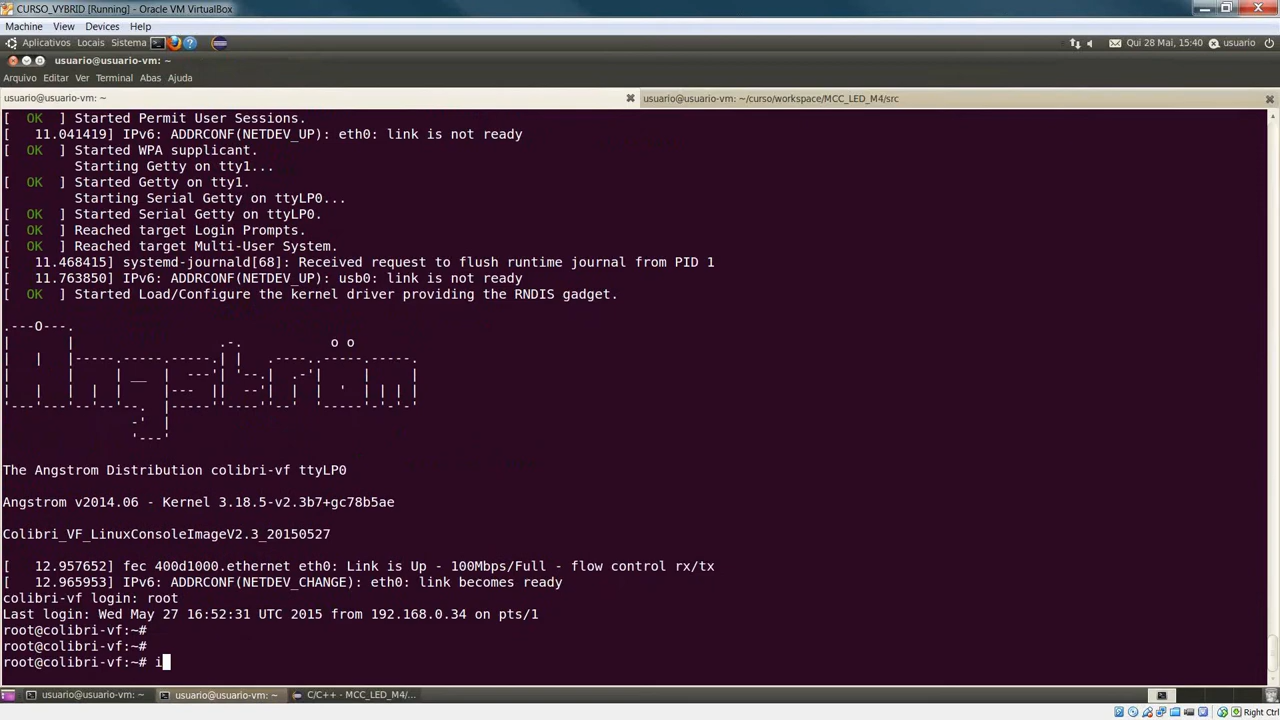 CURSO_VYBRID [Running] - Oracle VM VirtualBox
Machine View Devices Help
Aplicativos Locais Sistema Qui 28 Mai, 15:40 usuario
usuario@usuario-vm: ~
Arquivo Editar Ver Terminal Abas Ajuda
usuario@usuario-vm: ~ usuario@usuario-vm: ~/curso/workspace/MCC_LED_M4/src
[  OK  ] Started Permit User Sessions.
[   11.041419] IPv6: ADDRCONF(NETDEV_UP): eth0: link is not ready
[  OK  ] Started WPA supplicant.
         Starting Getty on tty1...
[  OK  ] Started Getty on tty1.
         Starting Serial Getty on ttyLP0...
[  OK  ] Started Serial Getty on ttyLP0.
[  OK  ] Reached target Login Prompts.
[  OK  ] Reached target Multi-User System.
[   11.468415] systemd-journald[68]: Received request to flush runtime journal from PID 1
[   11.763850] IPv6: ADDRCONF(NETDEV_UP): usb0: link is not ready
[  OK  ] Started Load/Configure the kernel driver providing the RNDIS gadget.
Angstrom
The Angstrom Distribution colibri-vf ttyLP0
Angstrom v2014.06 - Kernel 3.18.5-v2.3b7+gc78b5ae
Colibri_VF_LinuxConsoleImageV2.3_20150527
[   12.957652] fec 400d1000.ethernet eth0: Link is Up - 100Mbps/Full - flow control rx/tx
[   12.965953] IPv6: ADDRCONF(NETDEV_CHANGE): eth0: link becomes ready
colibri-vf login: root
Last login: Wed May 27 16:52:31 UTC 2015 from 192.168.0.34 on pts/1
root@colibri-vf:~#
root@colibri-vf:~#
root@colibri-vf:~# i
usuario@usuario-vm: ~ usuario@usuario-vm: ~ C/C++ - MCC_LED_M4/...
Right Ctrl